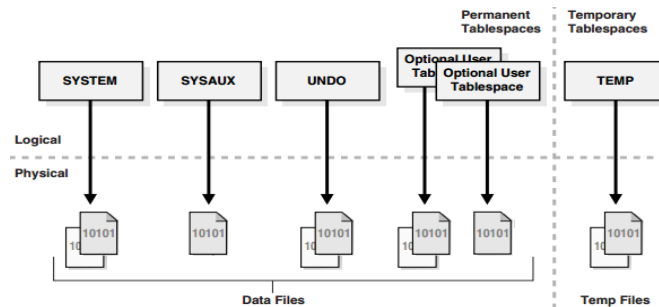 Permanent
Tablespaces
Temporary
Tablespaces
SYSTEM
SYSAUX
UNDO
Optional User
Optional User
Tablespace
TEMP
Logical
Physical
10101
10101
10101
10101
10101
10101
Data Files
Temp Files